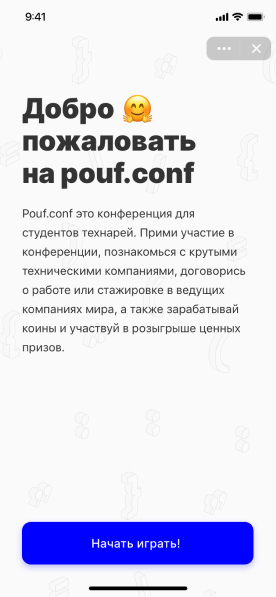 9:41
Добро 🤗
пожаловать
на pouf.conf
Pouf.conf это конференция для
студентов технарей. Прими участие в
конференции, познакомься с крутыми
техническими компаниями, договорись
о работе или стажировке в ведущих
компаниях мира, а также зарабатывай
коины и участвуй в розыгрыше ценных
призов.
Начать играть!